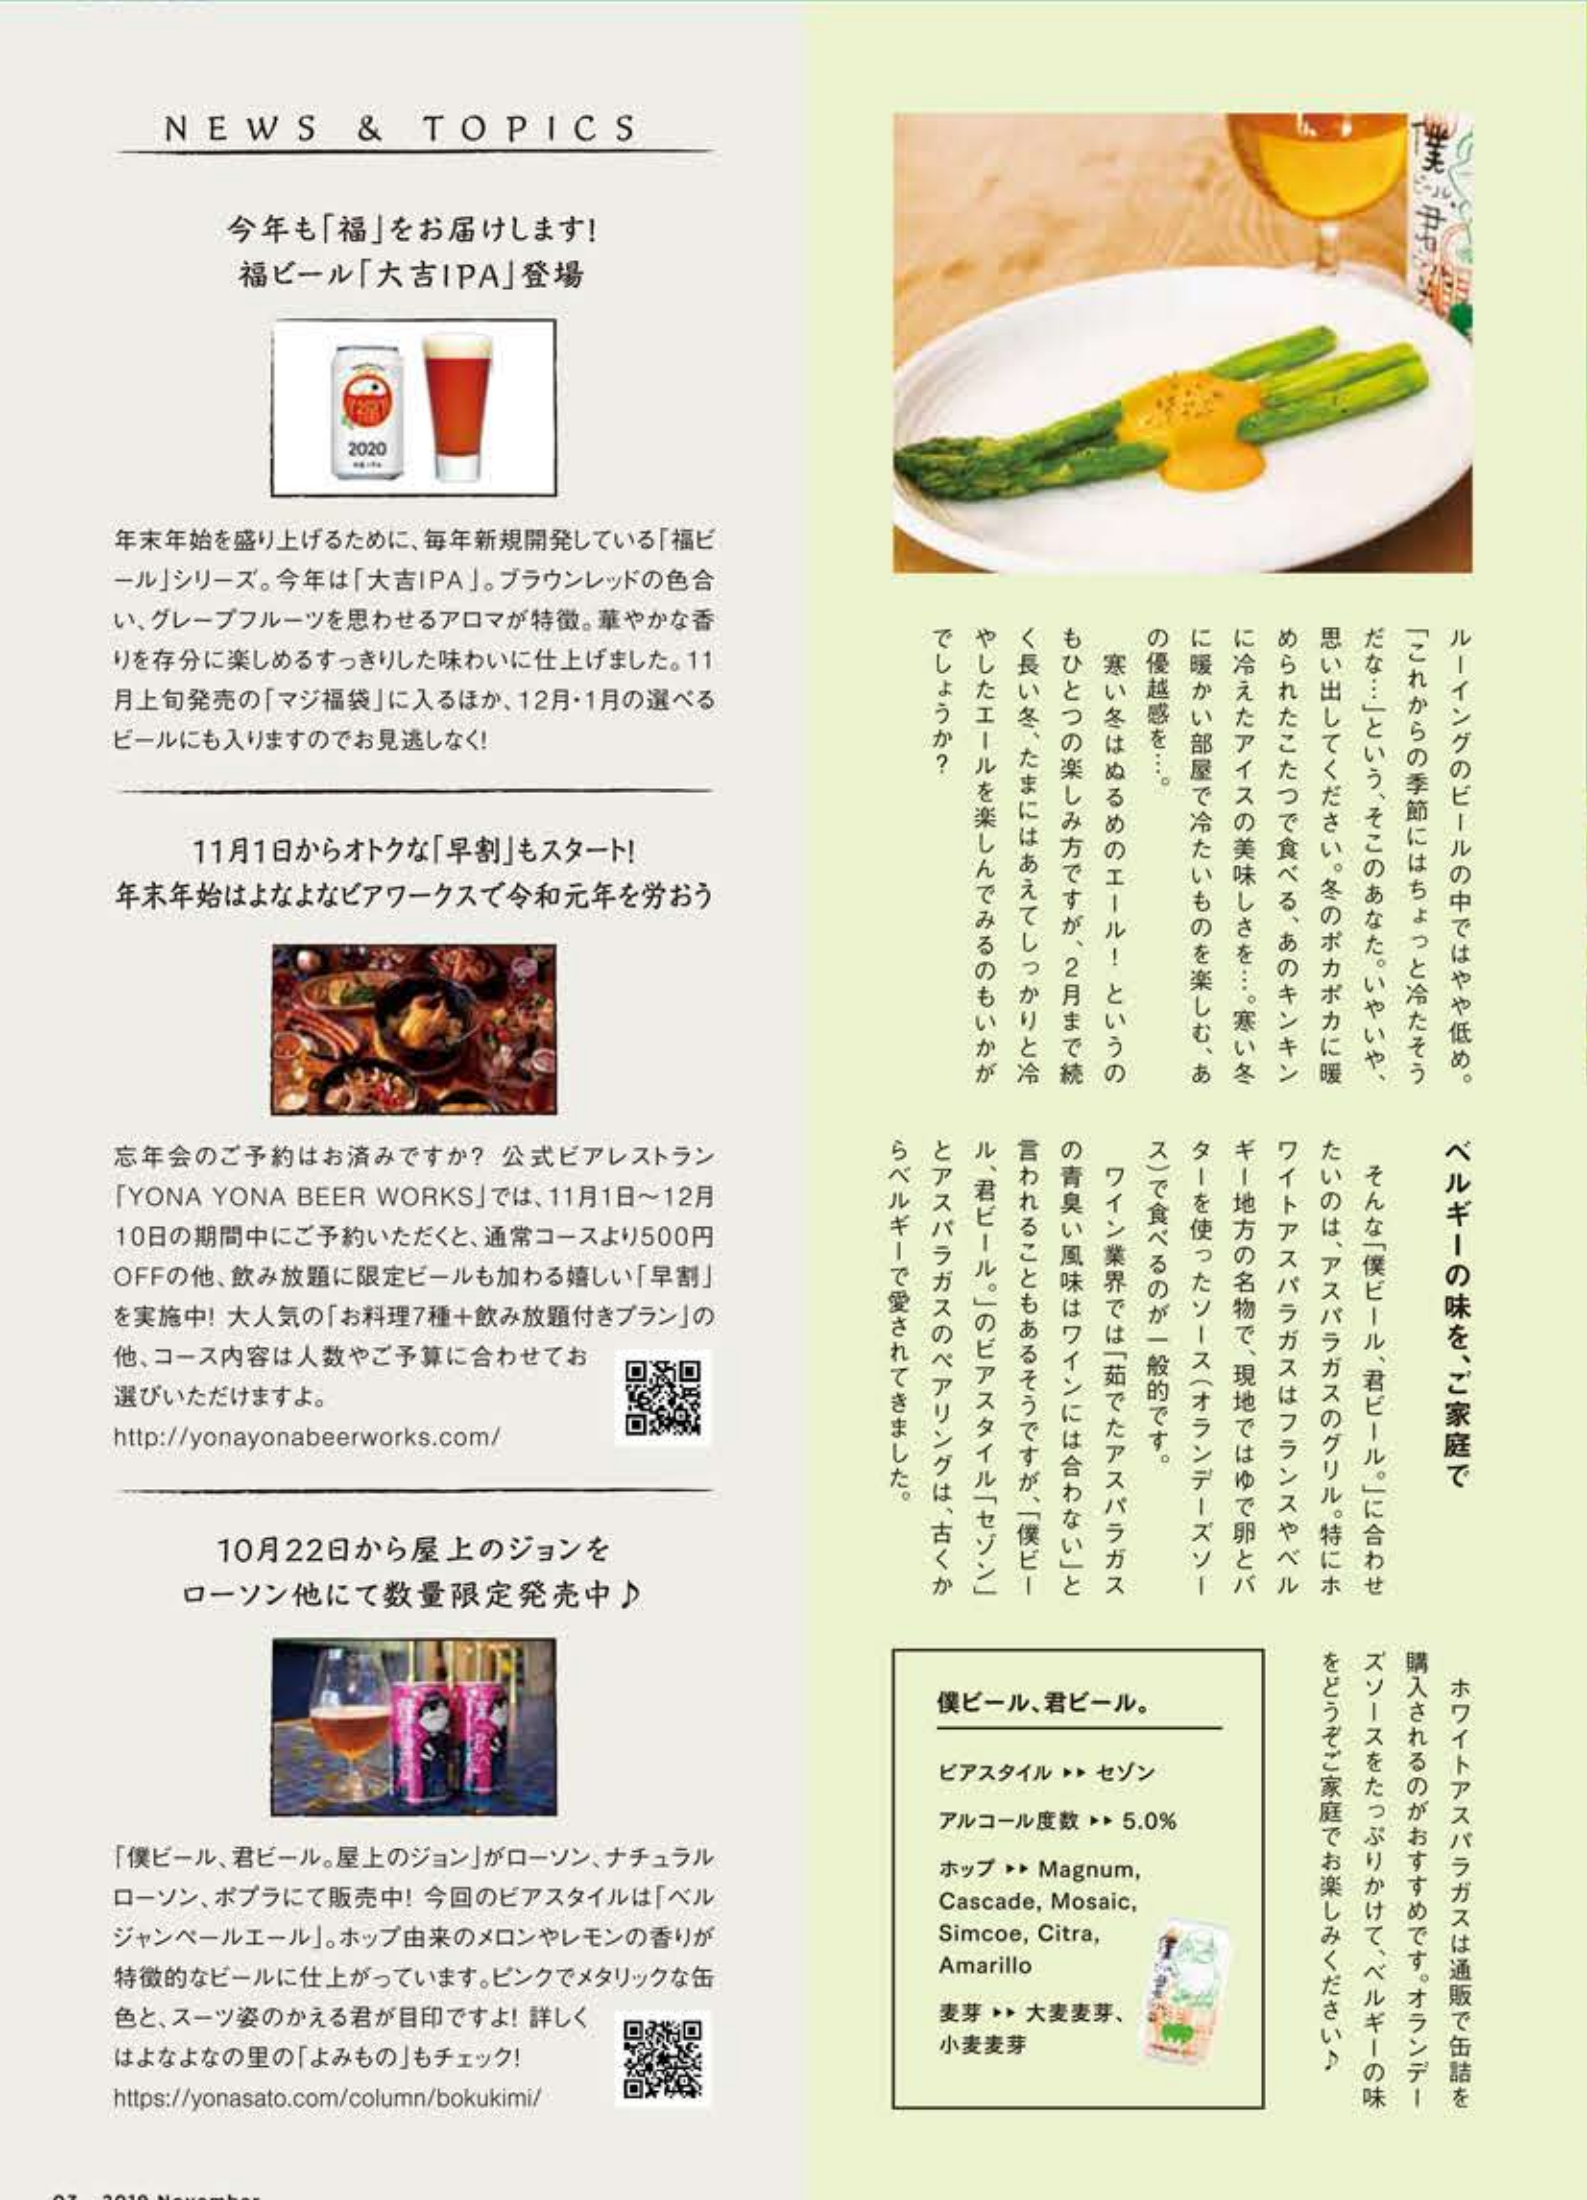 ルーイングのビールの中ではやや低め。
「これからの季節にはちょっと冷たそう
だな…」という、そこのあなた。いやいや、
思い出してください。冬のポカポカに暖
められたこたつで食べる、あのキンキン
に冷えたアイスの美味しさを…。寒い冬
に暖かい部屋で冷たいものを楽しむ、あ
の優越感を…。
寒い冬はぬるめのエール！というの
もひとつの楽しみ方ですが、2月まで続
く長い冬、たまにはあえてしっかりと冷
やしたエールを楽しんでみるのもいかが
でしょうか？
ベルギーの味を、ご家庭で
そんな「僕ビール、君ビール。」に合わせ
たいのは、アスパラガスのグリル。特にホ
ワイトアスパラガスはフランスやベル
ギー地方の名物で、現地ではゆで卵とバ
ターを使ったソース（オランデーズソー
ス）で食べるのが一般的です。
ワイン業界では「茹でたアスパラガス
の青臭い風味はワインには合わない」と
言われることもあるそうですが、「僕ビー
ル、君ビール。」のビアスタイル「セゾン」
とアスパラガスのペアリングは、古くか
らベルギーで愛されてきました。
ホワイトアスパラガスは通販で缶詰を
購入されるのがおすすめです。オランデー
ズソースをたっぷりかけて、ベルギーの味
をどうぞご家庭でお楽しみください♪
僕ビール、君ビール。
ビアスタイル ▸▸ セゾン
アルコール度数 ▸▸ 5.0%
ホップ ▸▸ Magnum,
Cascade, Mosaic,
Simcoe, Citra,
Amarillo
麦芽 ▸▸ 大麦麦芽、
小麦麦芽
NEWS & TOPICS
今年も「福」をお届けします！
福ビール「大吉IPA」登場
2020
年末年始を盛り上げるために、毎年新規開発している「福ビ
ール」シリーズ。今年は「大吉IPA」。ブラウンレッドの色合
い、グレープフルーツを思わせるアロマが特徴。華やかな香
りを存分に楽しめるすっきりした味わいに仕上げました。11
月上旬発売の「マジ福袋」に入るほか、12月・1月の選べる
ビールにも入りますのでお見逃しなく！
11月1日からオトクな「早割」もスタート！
年末年始はよなよなビアワークスで令和元年を労おう
忘年会のご予約はお済みですか？ 公式ビアレストラン
「YONA YONA BEER WORKS」では、11月1日～12月
10日の期間中にご予約いただくと、通常コースより500円
OFFの他、飲み放題に限定ビールも加わる嬉しい「早割」
を実施中！ 大人気の「お料理7種＋飲み放題付きプラン」の
他、コース内容は人数やご予算に合わせてお
選びいただけますよ。
http://yonayonabeerworks.com/
10月22日から屋上のジョンを
ローソン他にて数量限定発売中♪
「僕ビール、君ビール。屋上のジョン」がローソン、ナチュラル
ローソン、ポプラにて販売中！ 今回のビアスタイルは「ベル
ジャンペールエール」。ホップ由来のメロンやレモンの香りが
特徴的なビールに仕上がっています。ピンクでメタリックな缶
色と、スーツ姿のかえる君が目印ですよ！ 詳しく
はよなよなの里の「よみもの」もチェック！
https://yonasato.com/column/bokukimi/
03 2019 November